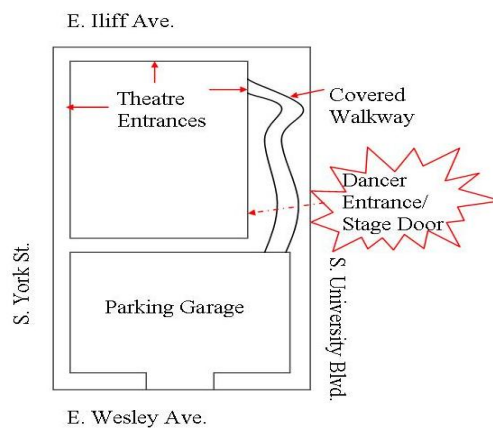 E. Iliff Ave.
Theatre
Entrances
Covered
Walkway
Dancer
Entrance/
Stage Door
S. York St.
S. University Blvd.
Parking Garage
E. Wesley Ave.